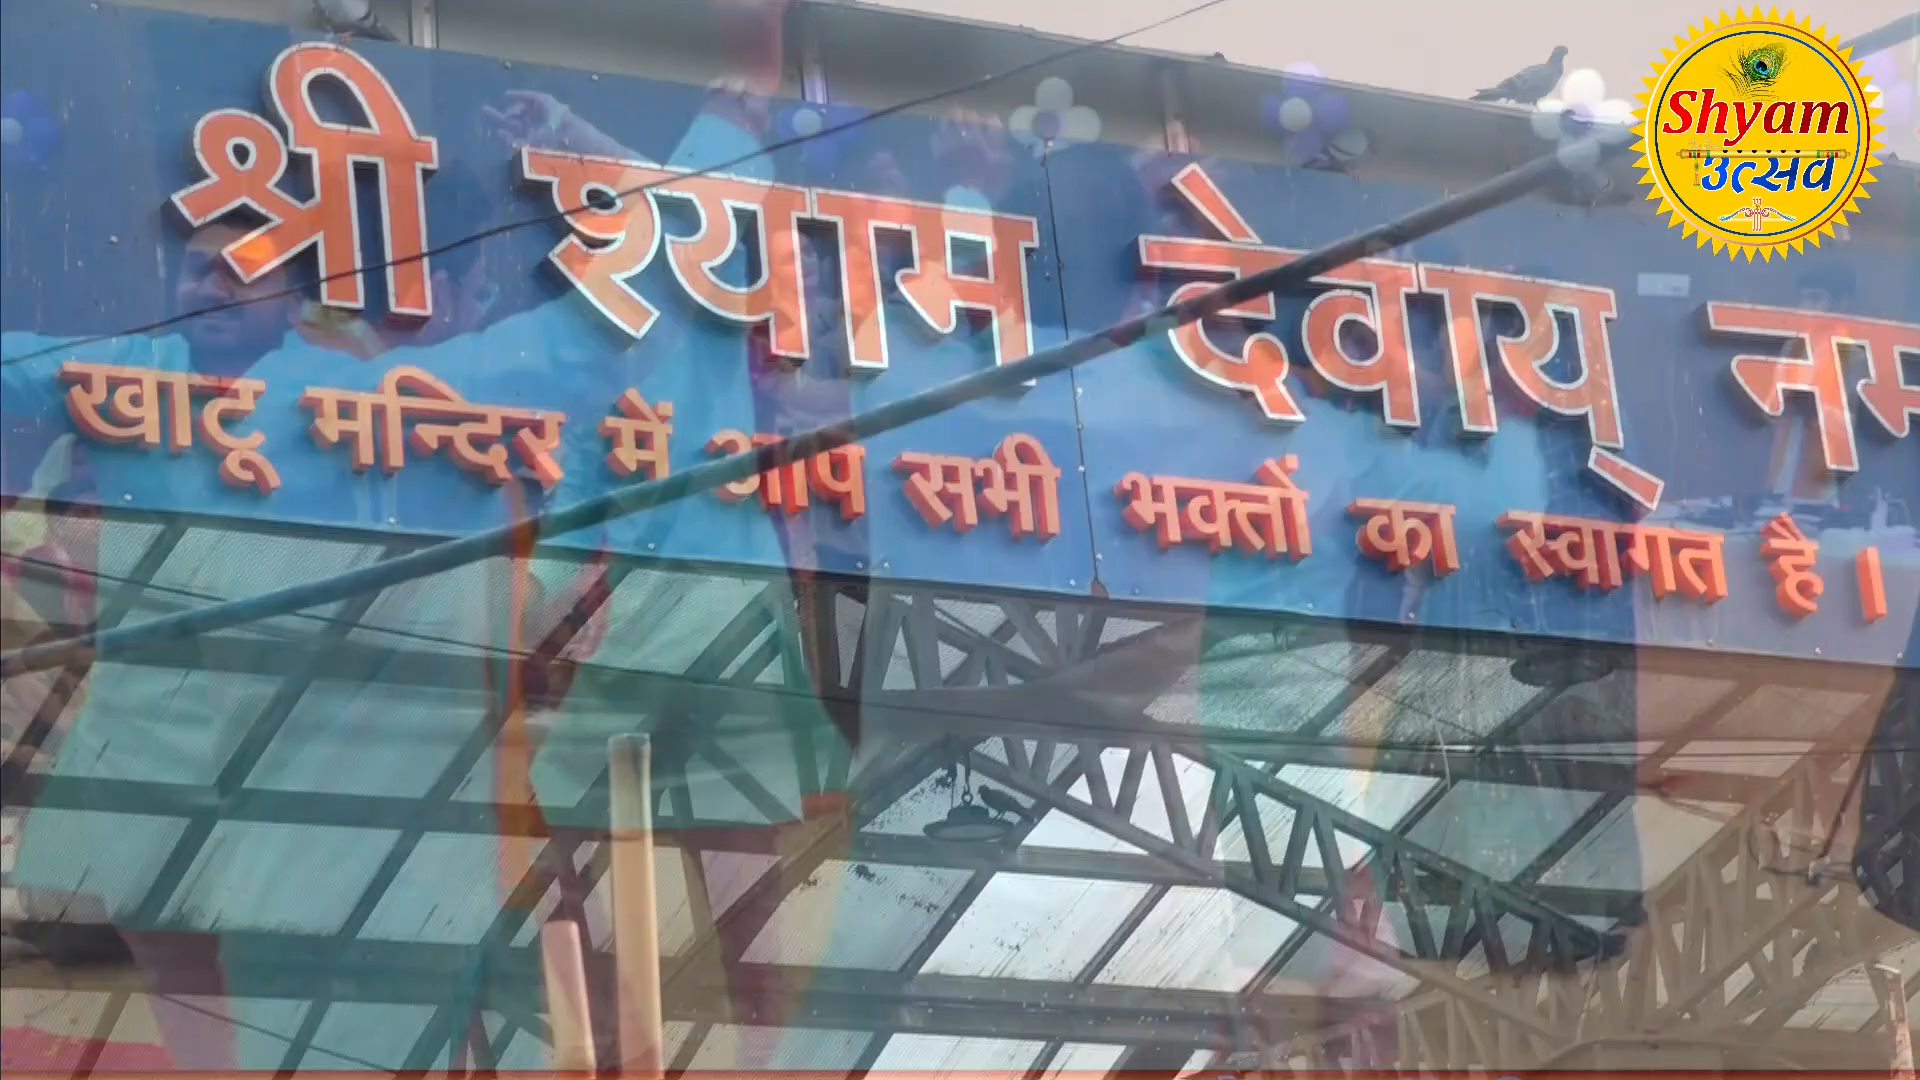 श्री श्याम देवाय् नम
खाटू मन्दिर में आप सभी भक्तों का स्वागत है ।
Shyam
उत्सव